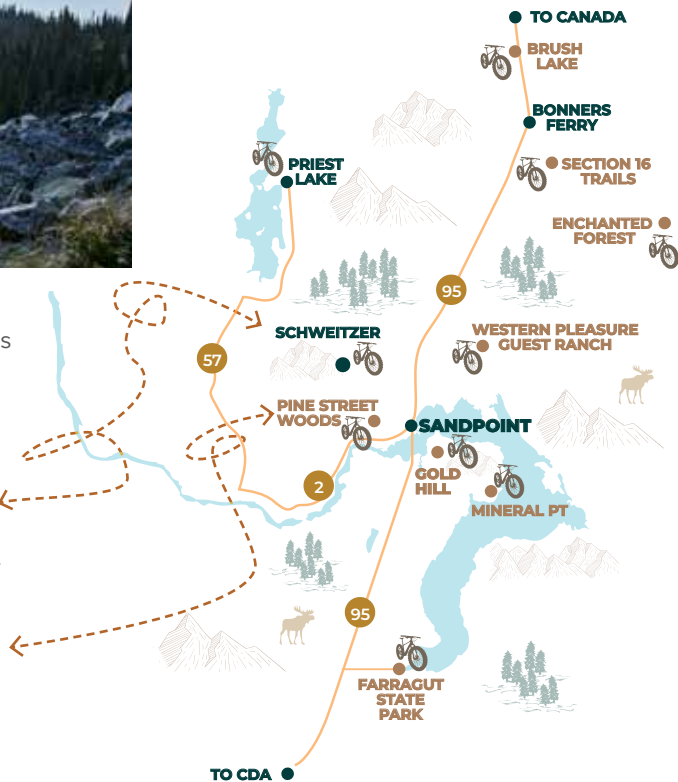 TO CANADA
BRUSH
LAKE
BONNERS
FERRY
PRIEST
LAKE
SECTION 16
TRAILS
ENCHANTED
FOREST
95
s
SCHWEITZER
WESTERN PLEASURE
GUEST RANCH
57
PINE STREET
WOODS
SANDPOINT
GOLD
HILL
2
MINERAL PT
95
FARRAGUT
STATE
PARK
TO CDA